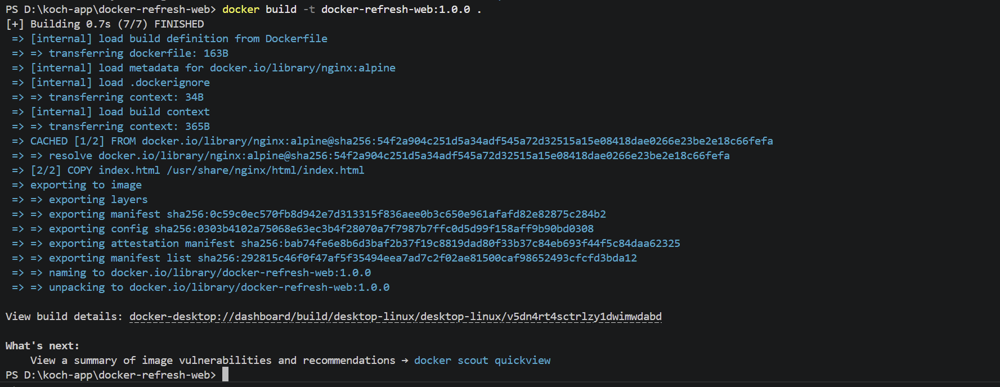 PS D:\koch-app\docker-refresh-web> docker build -t docker-refresh-web:1.0.0 .
[+] Building 0.7s (7/7) FINISHED
=> [internal] load build definition from Dockerfile
=> => transferring dockerfile: 163B
=> [internal] load metadata for docker.io/library/nginx:alpine
=> [internal] load .dockerignore
=> => transferring context: 34B
=> [internal] load build context
=> => transferring context: 365B
=> CACHED [1/2] FROM docker.io/library/nginx:alpine@sha256:54f2a904c251d5a34adf545a72d32515a15e08418dae0266e23be2e18c66fefa
=> => resolve docker.io/library/nginx:alpine@sha256:54f2a904c251d5a34adf545a72d32515a15e08418dae0266e23be2e18c66fefa
=> [2/2] COPY index.html /usr/share/nginx/html/index.html
=> exporting to image
=> => exporting layers
=> => exporting manifest sha256:0c59c0ec570fb8d942e7d313315f836aee0b3c650e961afafd82e82875c284b2
=> => exporting config sha256:0303b4102a75068e63ec3b4f28070a7f7987b7ffc0d5d99f158aff9b90bd0308
=> => exporting attestation manifest sha256:bab74fe6e8b6d3baf2b37f19c8819dad80f33b37c84eb693f44f5c84daa62325
=> => exporting manifest list sha256:292815c46f0f47af5f35494eea7ad7c2f02ae81500caf98652493cfcfd3bda12
=> => naming to docker.io/library/docker-refresh-web:1.0.0
=> => unpacking to docker.io/library/docker-refresh-web:1.0.0
View build details: docker-desktop://dashboard/build/desktop-linux/desktop-linux/v5dn4rt4sctrlzy1dwimwdabd
What's next:
View a summary of image vulnerabilities and recommendations → docker scout quickview
PS D:\koch-app\docker-refresh-web>